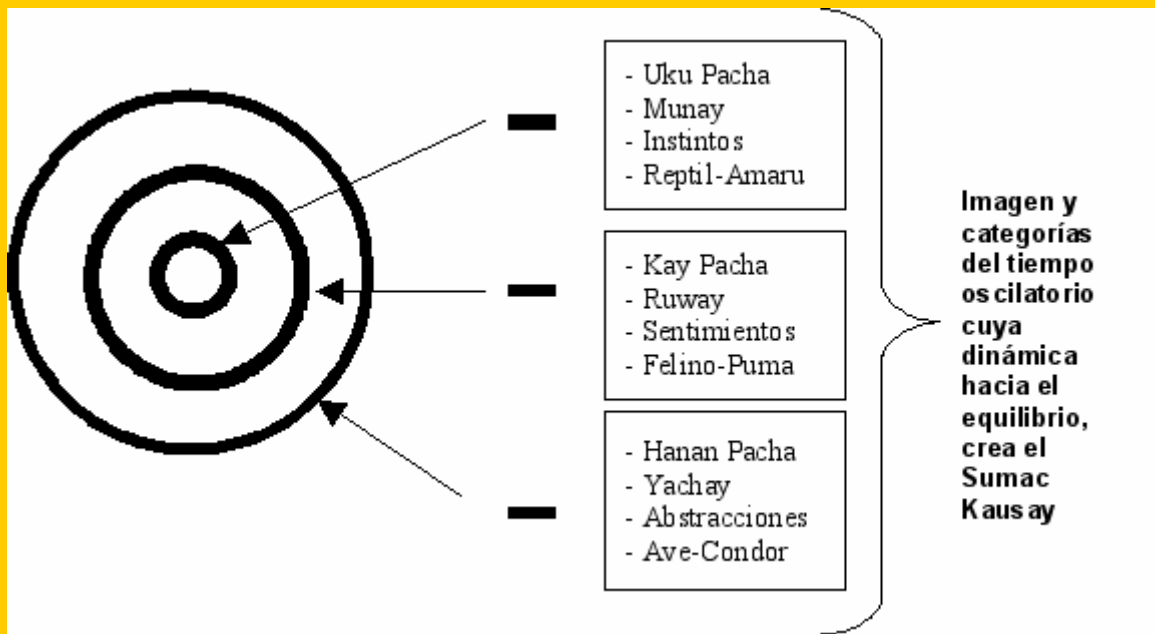 - Uku Pacha
- Munay
- Instintos
- Reptil-Amaru
- Kay Pacha
- Ruway
- Sentimientos
- Felino-Puma
- Hanan Pacha
- Yachay
- Abstracciones
- Ave-Condor
Imagen y
categorías
del tiempo
oscilatorio
cuya
dinámica
hacia el
equilibrio,
crea el
Sumac
Kausay